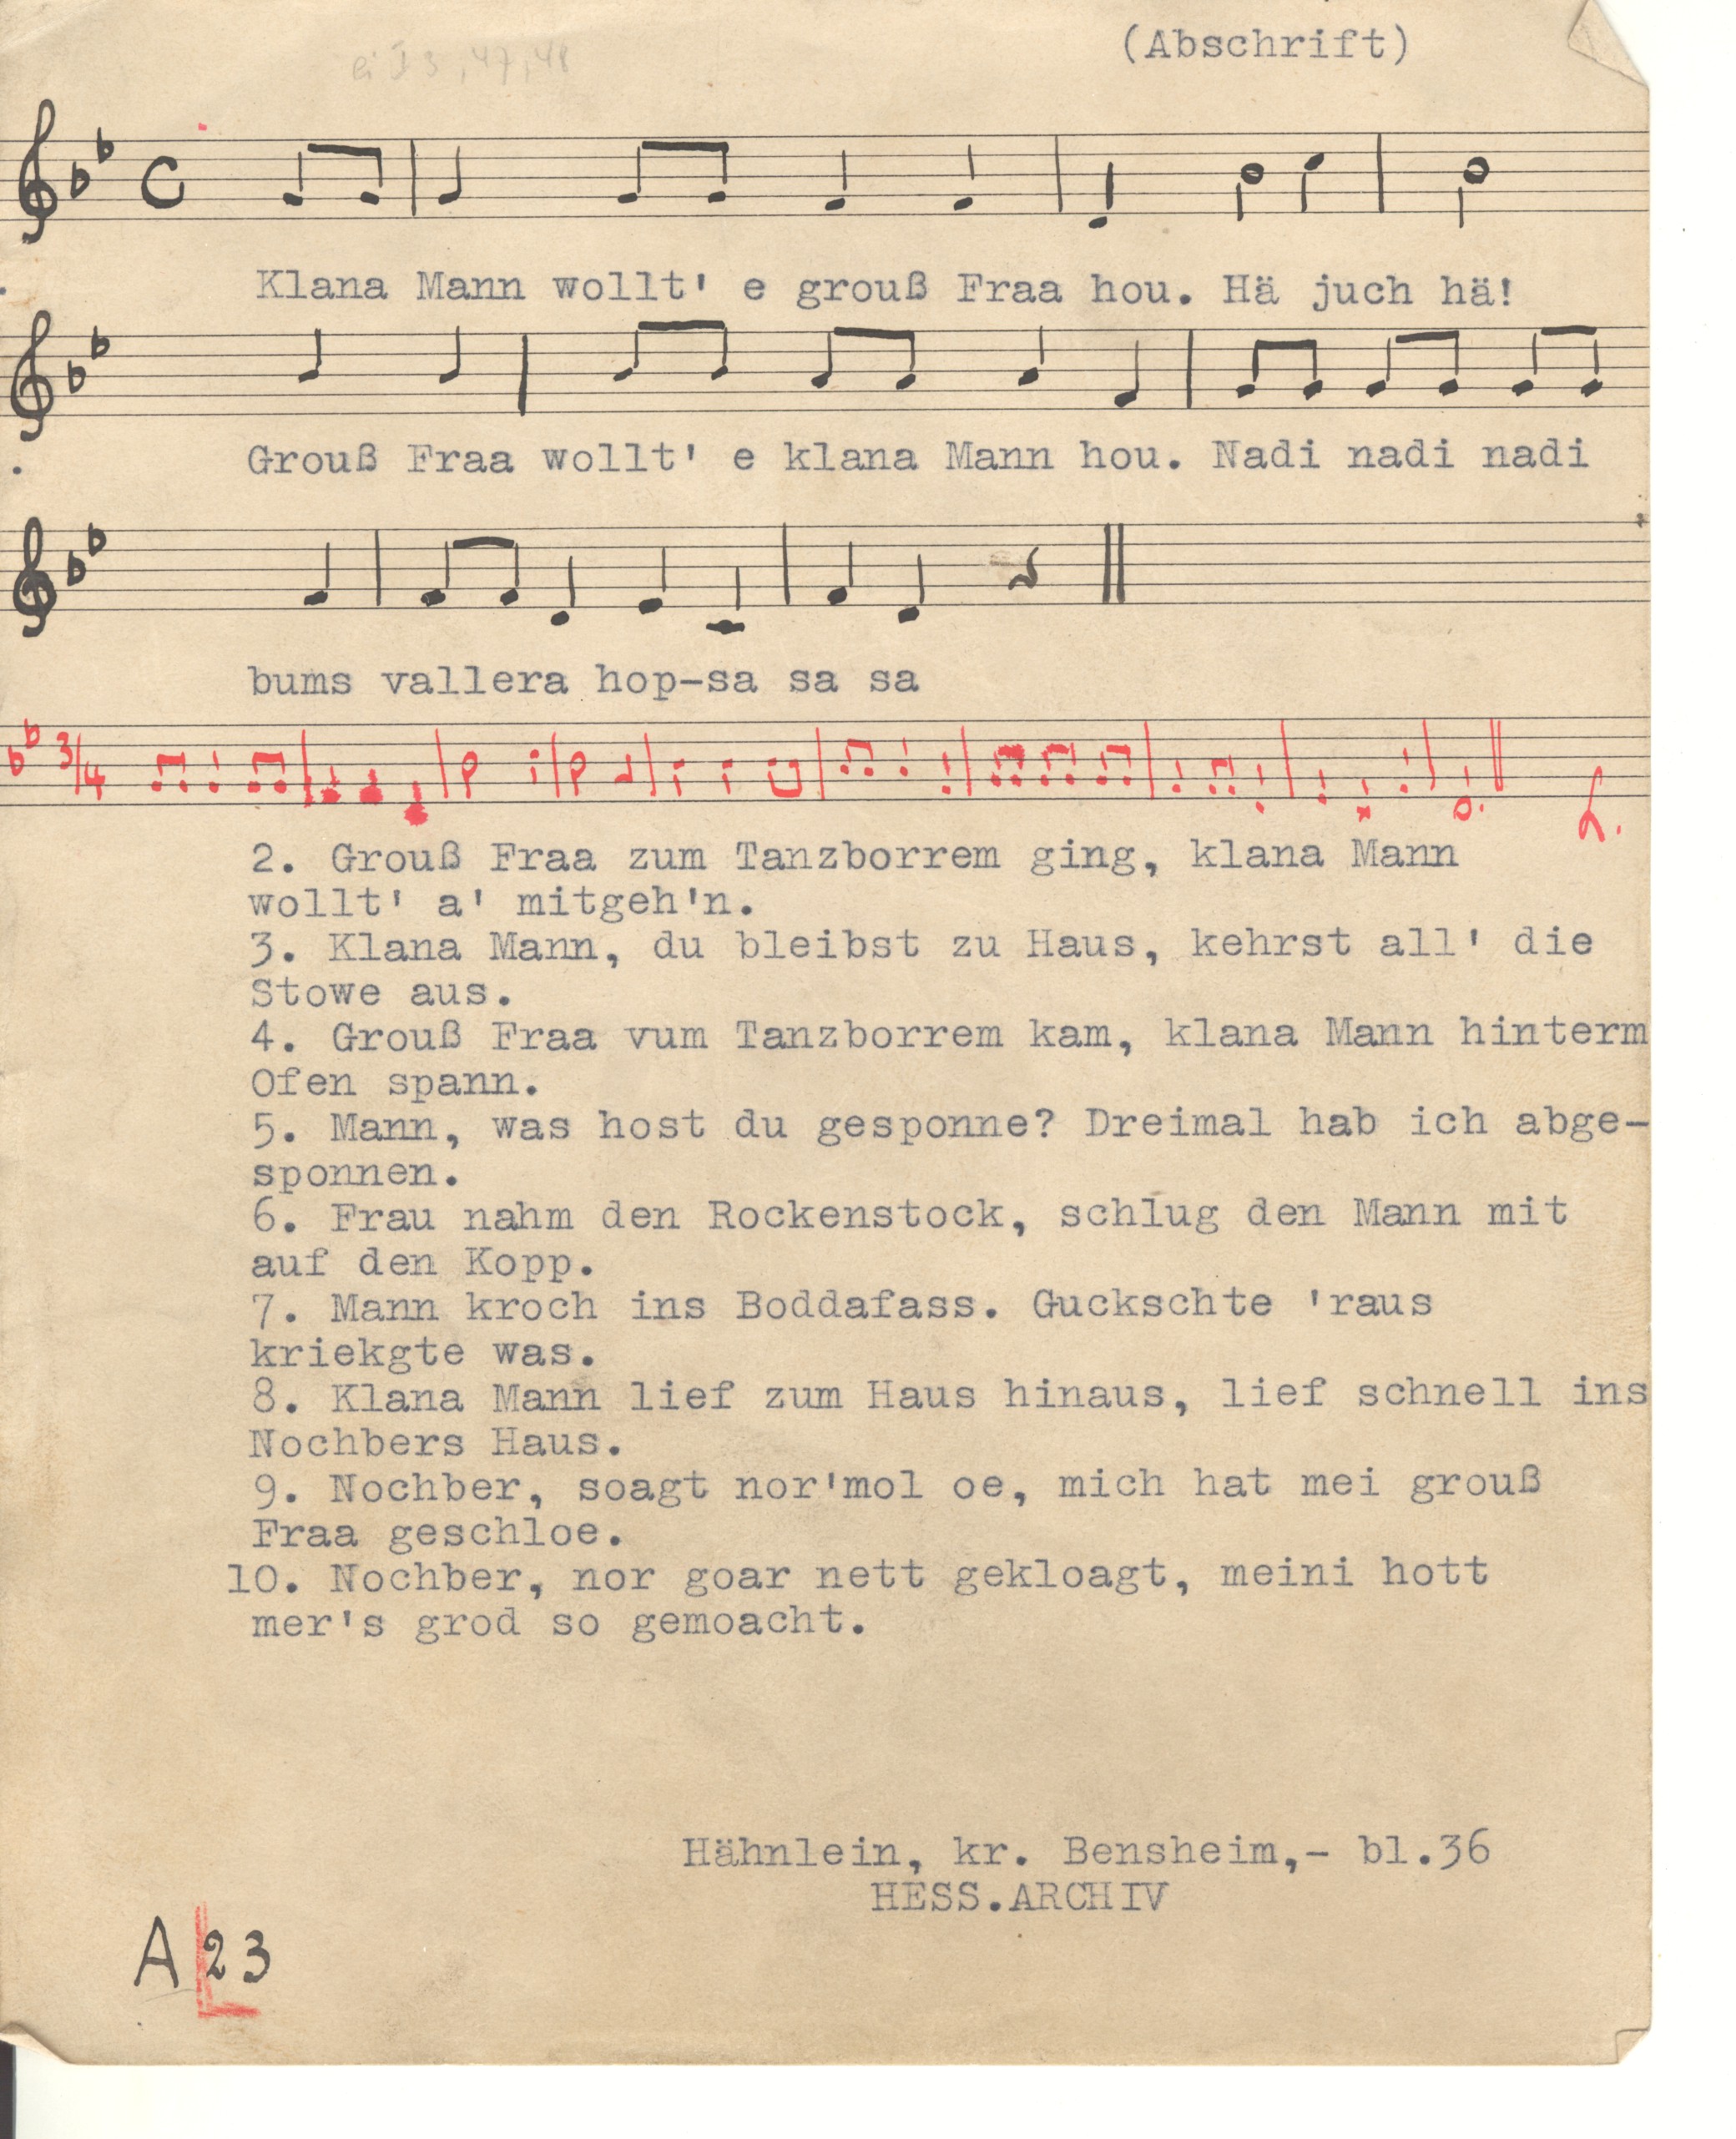 (Abschrift)
Klana Mann wollt' e grouß Fraa hou. Hä juch hä!
Grouß Fraa wollt' e klana Mann hou. Nadi nadi nadi
bums vallera hop-sa sa sa
3/4
2. Grouß Fraa zum Tanzborrem ging, klana Mann
wollt' a' mitgeh'n.
3. Klana Mann, du bleibst zu Haus, kehrst all' die
Stowe aus.
4. Grouß Fraa vum Tanzborrem kam, klana Mann hinterm
Ofen spann.
5. Mann, was host du gesponne? Dreimal hab ich abge-
sponnen.
6. Frau nahm den Rockenstock, schlug den Mann mit
auf den Kopp.
7. Mann kroch ins Boddafass. Guckschte 'raus
kriekgte was.
8. Klana Mann lief zum Haus hinaus, lief schnell ins
Nochbers Haus.
9. Nochber, soagt nor'mol oe, mich hat mei grouß
Fraa geschloe.
10. Nochber, nor goar nett gekloagt, meini hott
mer's grod so gemoacht.
Hähnlein, kr. Bensheim,- bl.36
HESS.ARCHIV
A 23